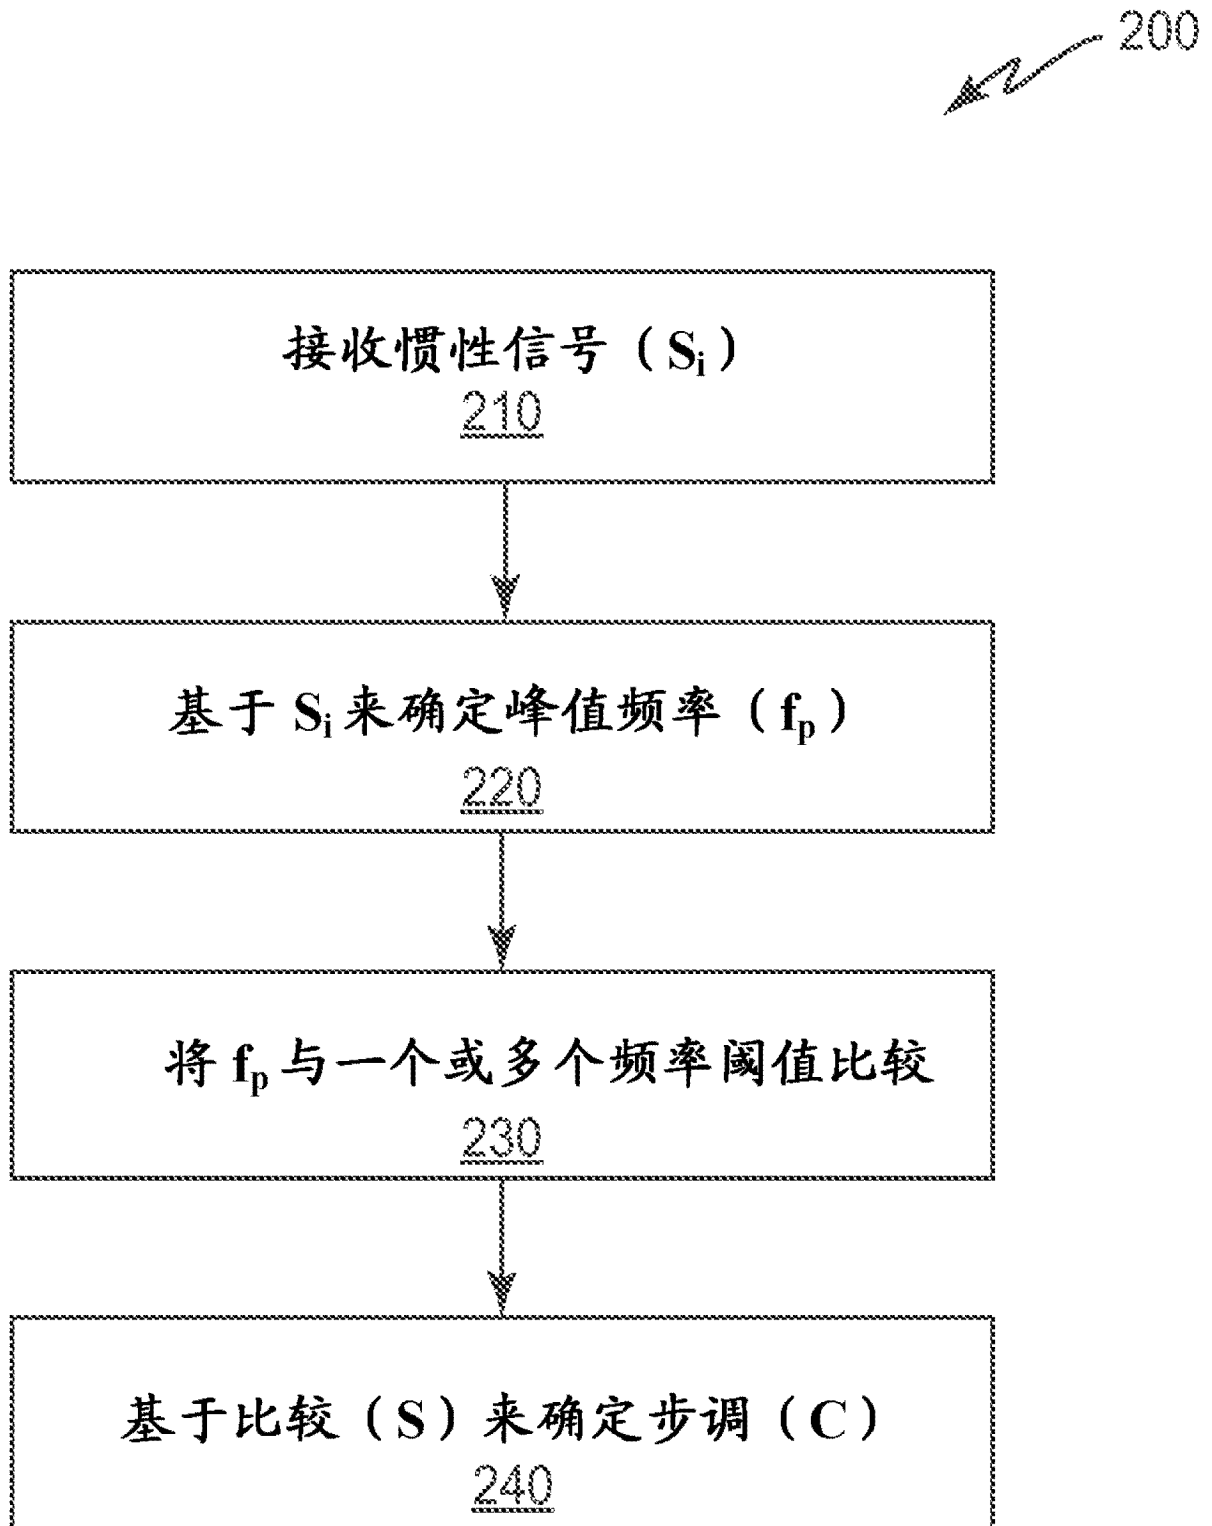 200
接收惯性信号（Si）
210
基于 Si 来确定峰值频率（fp）
220
将 fp 与一个或多个频率阈值比较
230
基于比较（S）来确定步调（C）
240